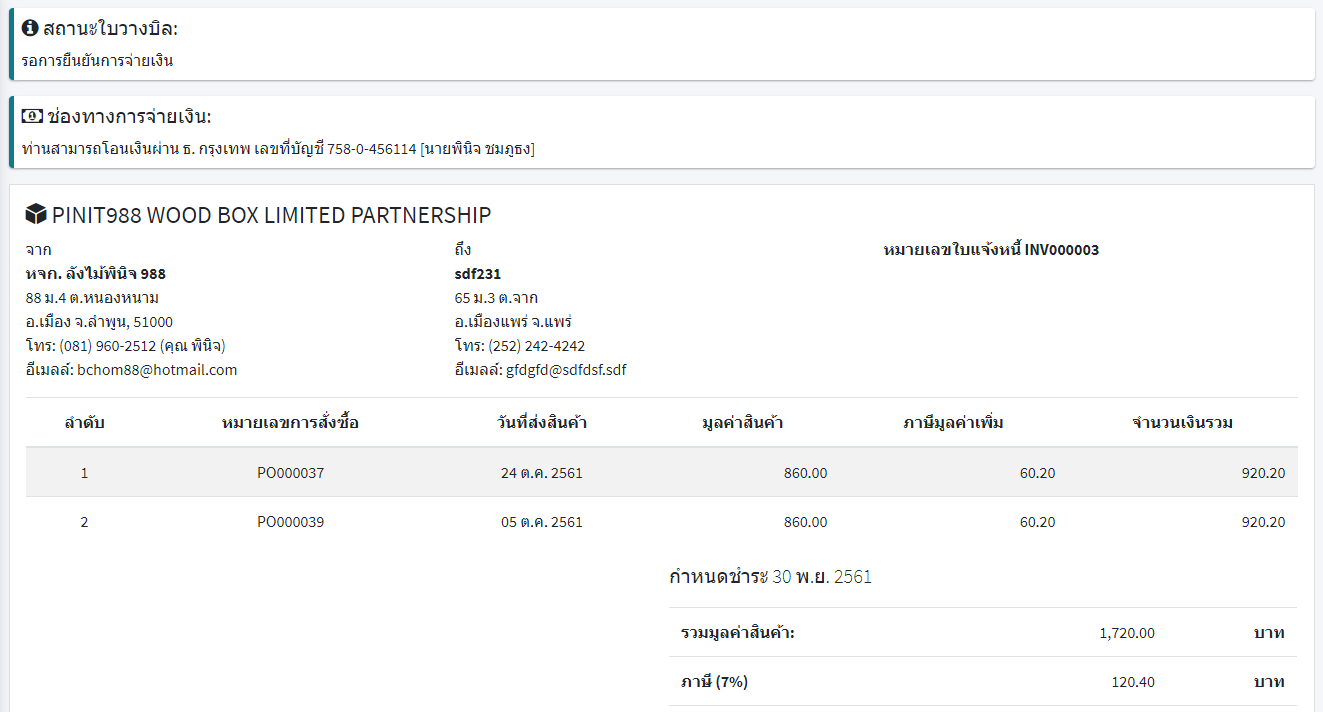 สถานะใบวางบิล:
รอการยืนยันการจ่ายเงิน
ช่องทางการจ่ายเงิน:
ท่านสามารถโอนเงินผ่าน ธ. กรุงเทพ เลขที่บัญชี 758-0-456114 [นายพินิจ ชมภูธง]
PINIT988 WOOD BOX LIMITED PARTNERSHIP
จาก
หจก. ลังไม้พินิจ 988
88 ม.4 ต.หนองหนาม
อ.เมือง จ.ลำพูน, 51000
โทร: (081) 960-2512 (คุณ พินิจ)
อีเมลล์: bchom88@hotmail.com
ถึง
sdf231
65 ม.3 ต.จาก
อ.เมืองแพร่ จ.แพร่
โทร: (252) 242-4242
อีเมลล์: gfdgfd@sdfdsf.sdf
หมายเลขใบแจ้งหนี้ INV000003
ลำดับ หมายเลขการสั่งซื้อ วันที่ส่งสินค้า มูลค่าสินค้า ภาษีมูลค่าเพิ่ม จำนวนเงินรวม
1 PO000037 24 ต.ค. 2561 860.00 60.20 920.20
2 PO000039 05 ต.ค. 2561 860.00 60.20 920.20
กำหนดชำระ 30 พ.ย. 2561
รวมมูลค่าสินค้า: 1,720.00 บาท
ภาษี (7%) 120.40 บาท